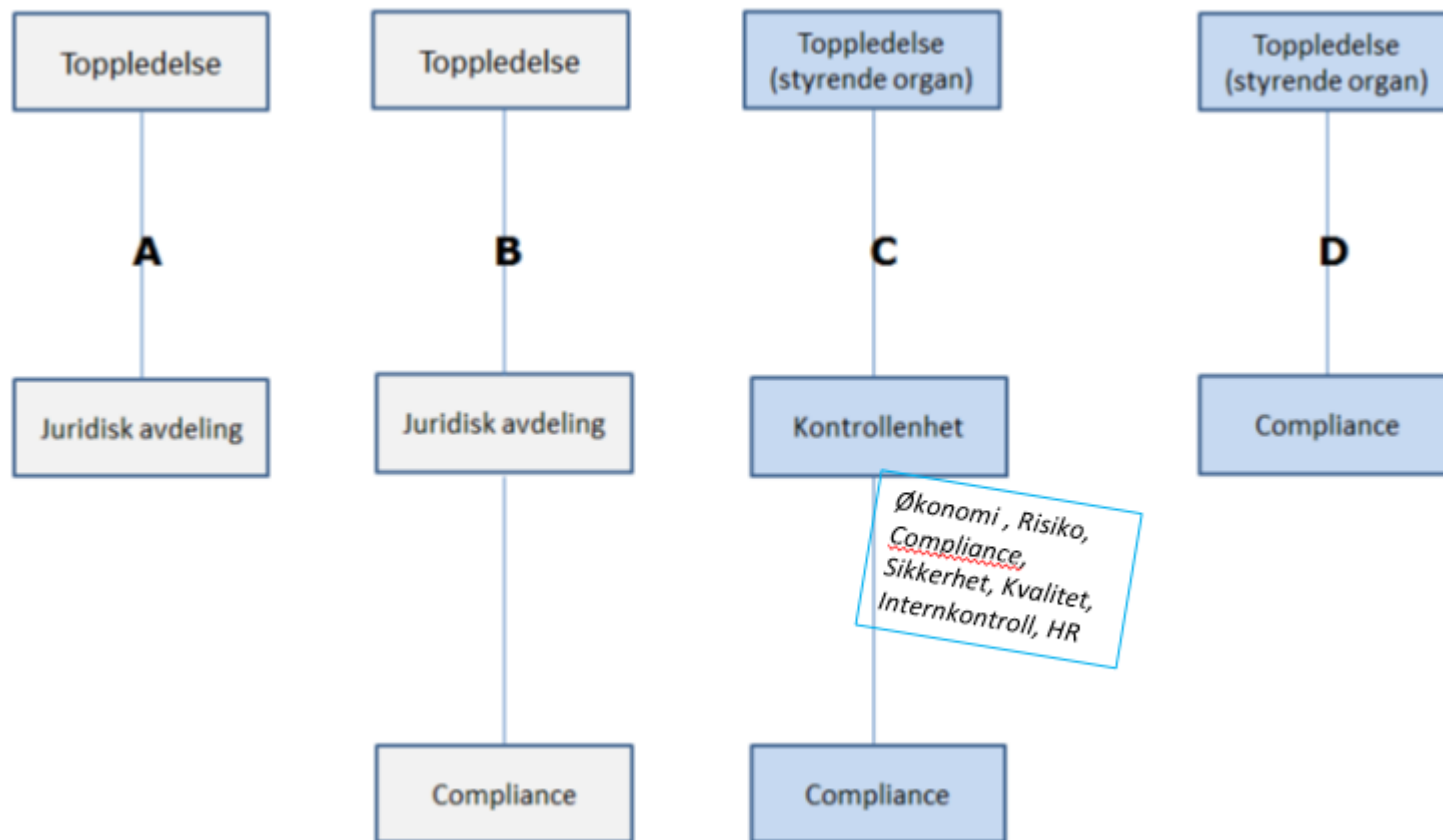 Toppledelse
Toppledelse
Toppledelse
(styrende organ)
Toppledelse
(styrende organ)
A
B
C
D
Juridisk avdeling
Juridisk avdeling
Kontrollenhet
Compliance
Økonomi , Risiko,
Compliance,
Sikkerhet, Kvalitet,
Internkontroll, HR
Compliance
Compliance